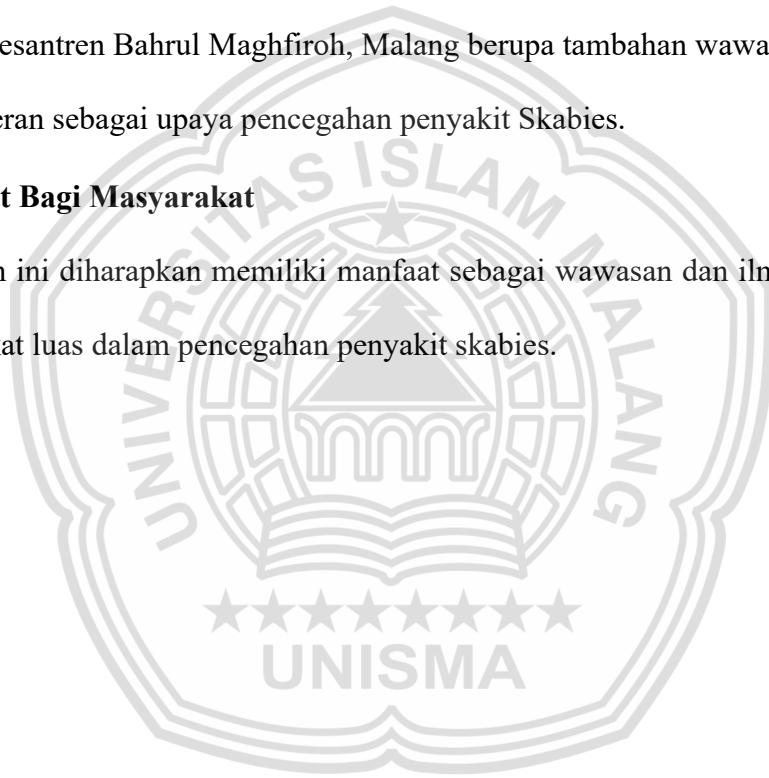 esantren Bahrul Maghfiroh, Malang berupa tambahan wawa
eran sebagai upaya pencegahan penyakit Skabies.
t Bagi Masyarakat
n ini diharapkan memiliki manfaat sebagai wawasan dan iln
kat luas dalam pencegahan penyakit skabies.
UNIVERSITAS ISLAM MALANG
UNISMA